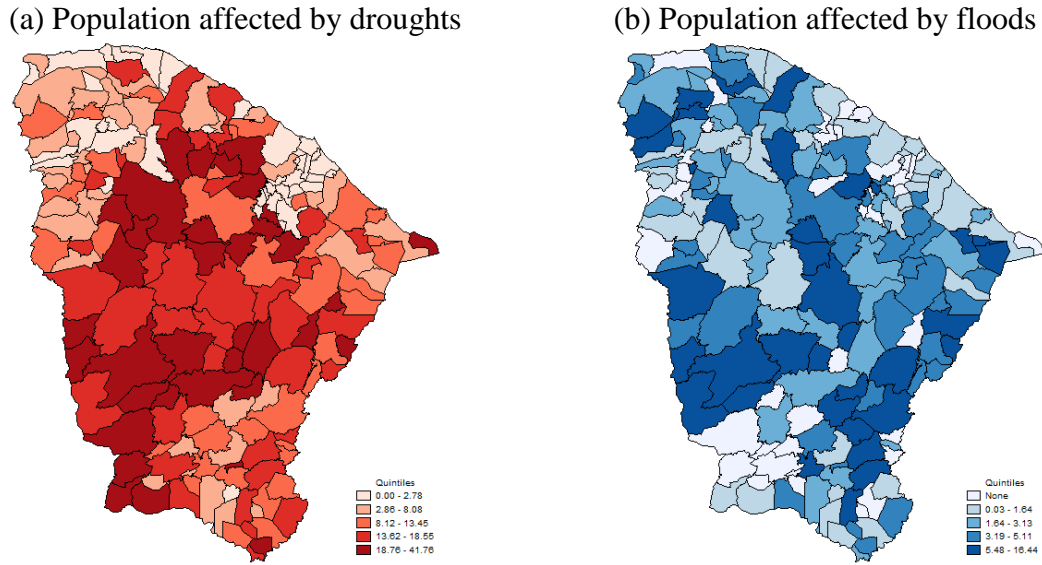 (a) Population affected by droughts
(b) Population affected by floods
Quintiles
0.00 - 2.78
2.86 - 8.08
8.12 - 13.45
13.62 - 18.55
18.76 - 41.76
Quintiles
None
0.03 - 1.64
1.64 - 3.13
3.19 - 5.11
5.48 - 16.44